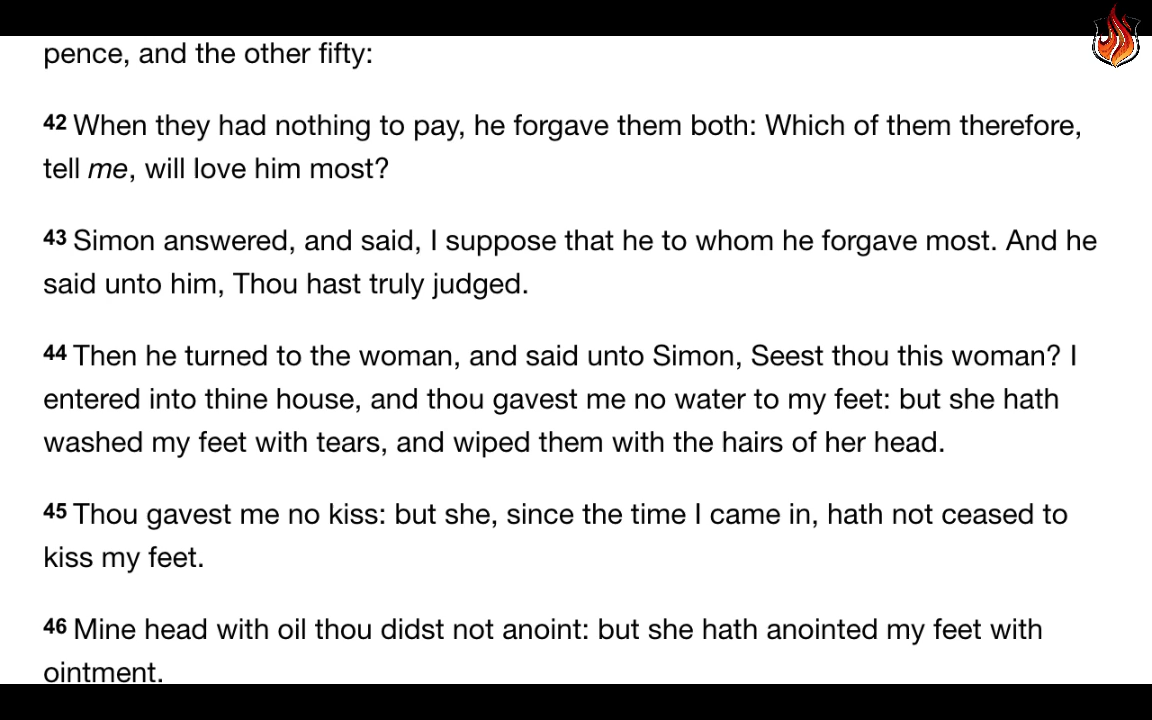 pence, and the other fifty:
42 When they had nothing to pay, he forgave them both: Which of them therefore,
tell me, will love him most?
43 Simon answered, and said, I suppose that he to whom he forgave most. And he
said unto him, Thou hast truly judged.
44 Then he turned to the woman, and said unto Simon, Seest thou this woman? I
entered into thine house, and thou gavest me no water to my feet: but she hath
washed my feet with tears, and wiped them with the hairs of her head.
45 Thou gavest me no kiss: but she, since the time I came in, hath not ceased to
kiss my feet.
46 Mine head with oil thou didst not anoint: but she hath anointed my feet with
ointment.